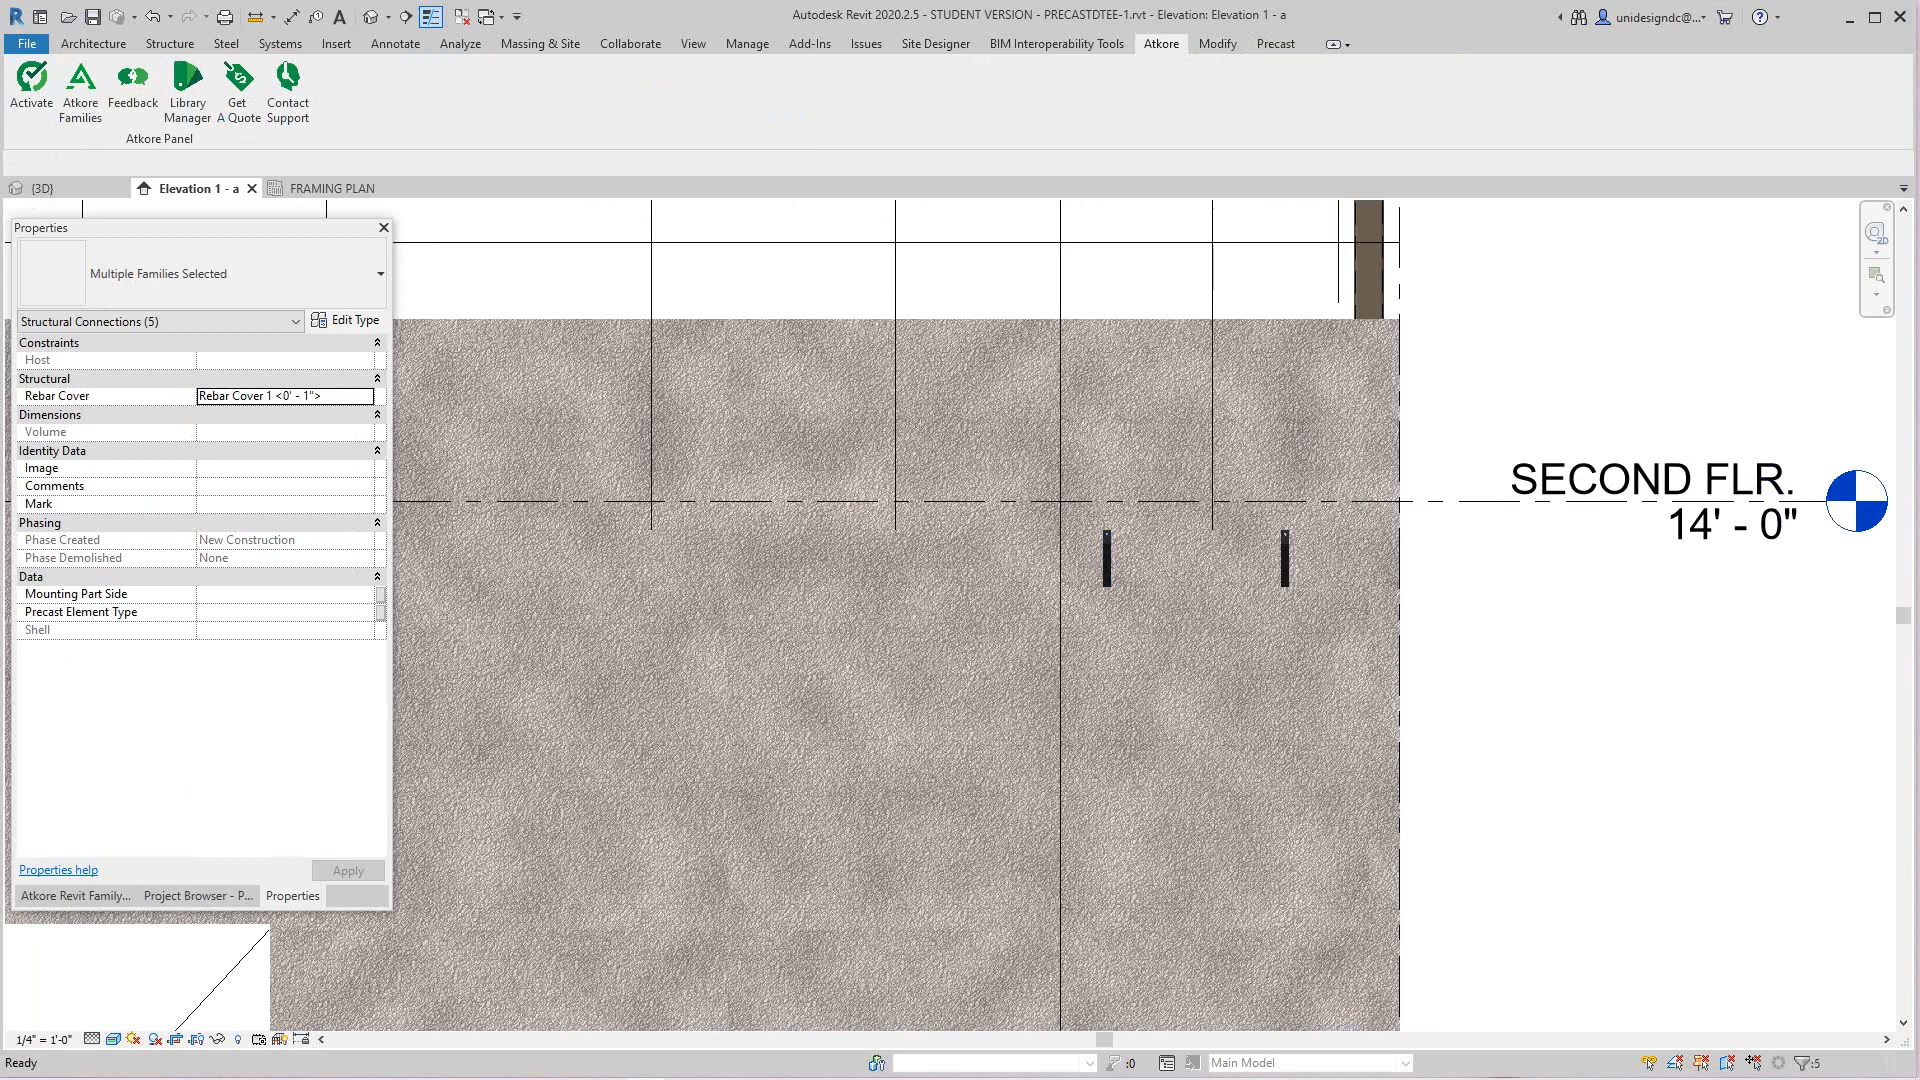 Autodesk Revit 2020.2.5 - STUDENT VERSION - PRECASTDTEE-1.rvt - Elevation: Elevation 1 - a
unidesigndc@...
File Architecture Structure Steel Systems Insert Annotate Analyze Massing & Site Collaborate View Manage Add-Ins Issues Site Designer BIM Interoperability Tools Atkore Modify Precast
Activate Atkore Families Feedback Library Manager Get A Quote Contact Support
Atkore Panel
{3D} Elevation 1 - a FRAMING PLAN
Properties
Multiple Families Selected
Structural Connections (5) Edit Type
Constraints
Host
Structural
Rebar Cover Rebar Cover 1 <0' - 1">
Dimensions
Volume
Identity Data
Image
Comments
Mark
Phasing
Phase Created New Construction
Phase Demolished None
Data
Mounting Part Side
Precast Element Type
Shell
Properties help Apply
Atkore Revit Family... Project Browser - P... Properties
2D
SECOND FLR.
14' - 0"
1/4" = 1'-0"
Ready :0 Main Model :5